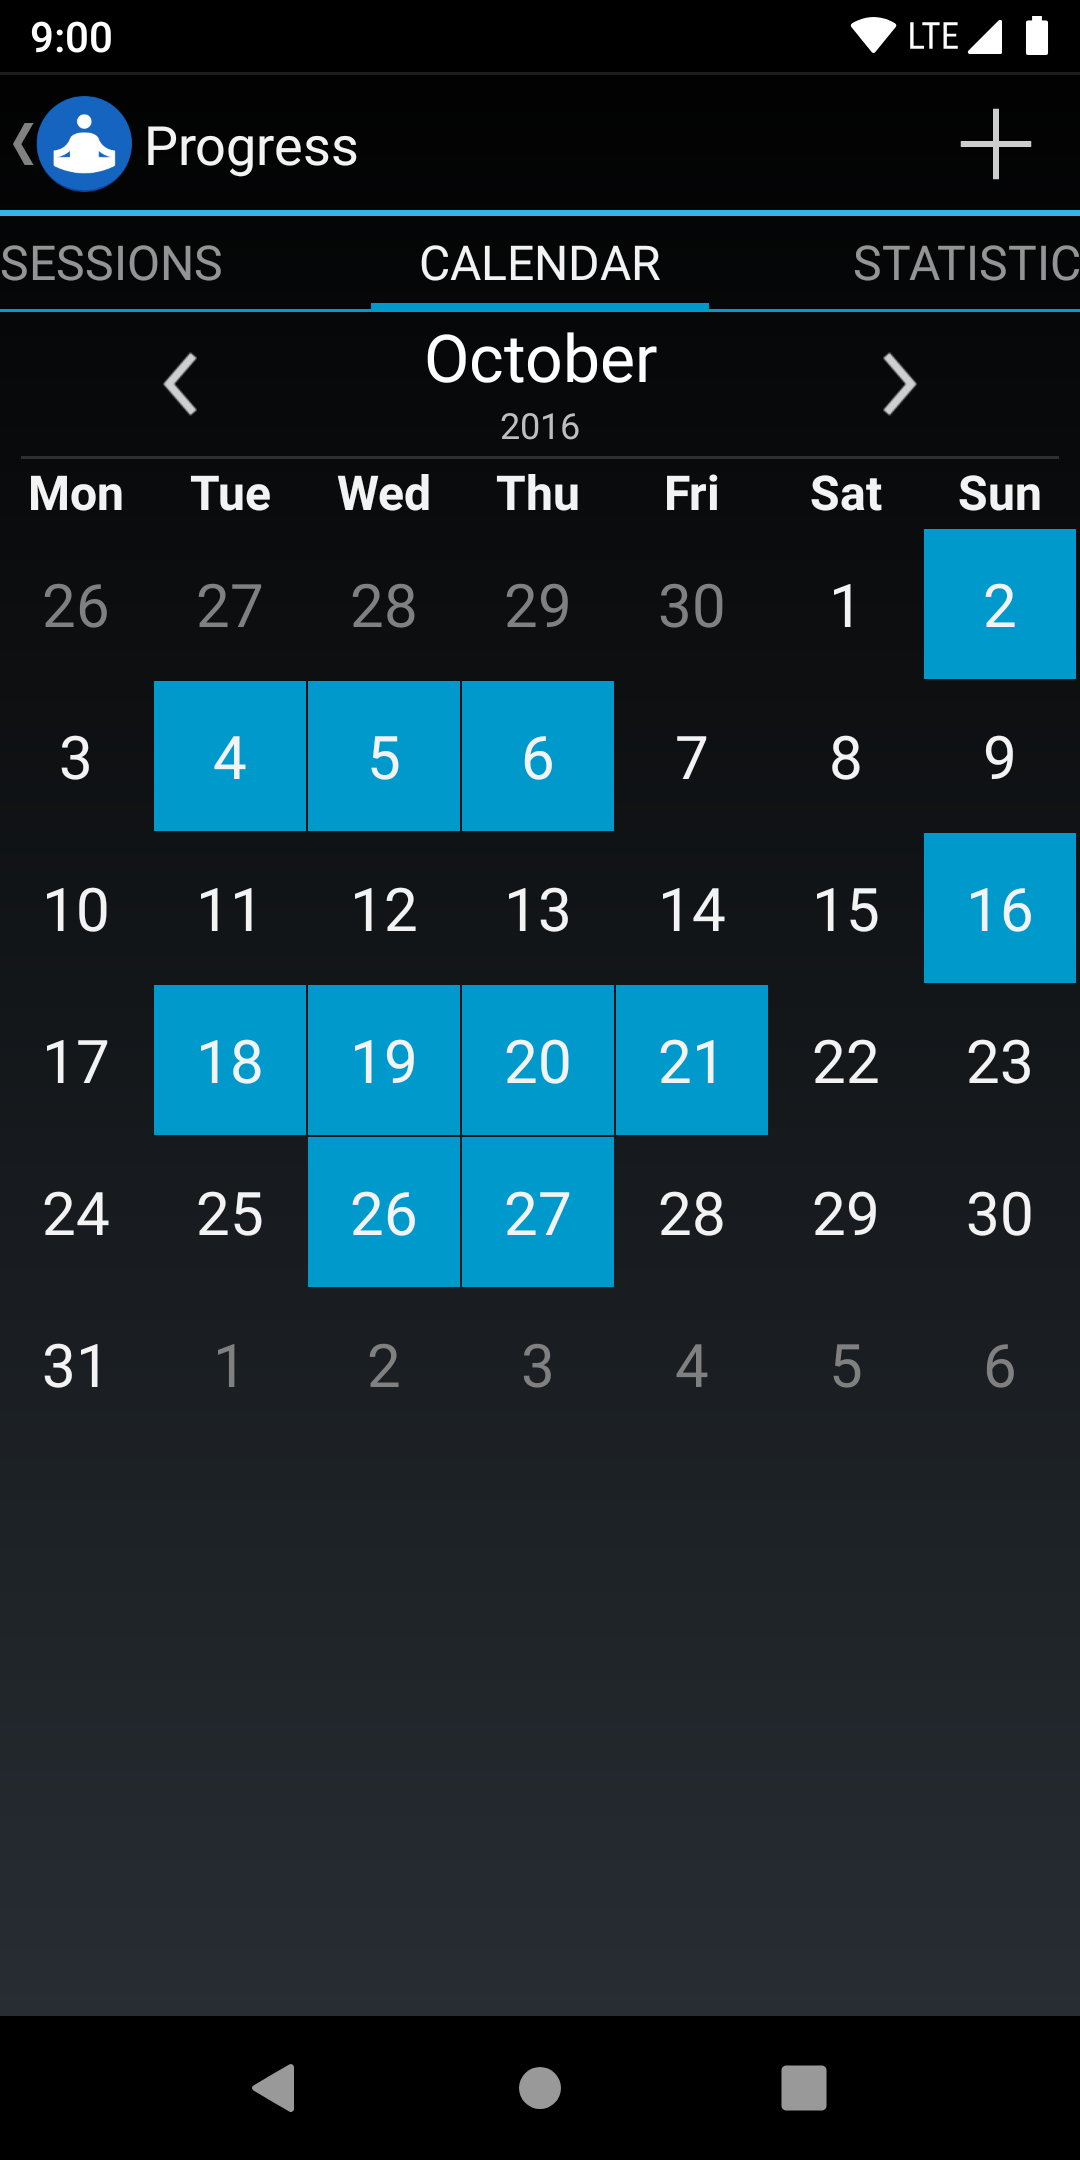 9:00 LTE
Progress
SESSIONS CALENDAR STATISTIC
October
2016
Mon Tue Wed Thu Fri Sat Sun
26 27 28 29 30 1 2
3 4 5 6 7 8 9
10 11 12 13 14 15 16
17 18 19 20 21 22 23
24 25 26 27 28 29 30
31 1 2 3 4 5 6